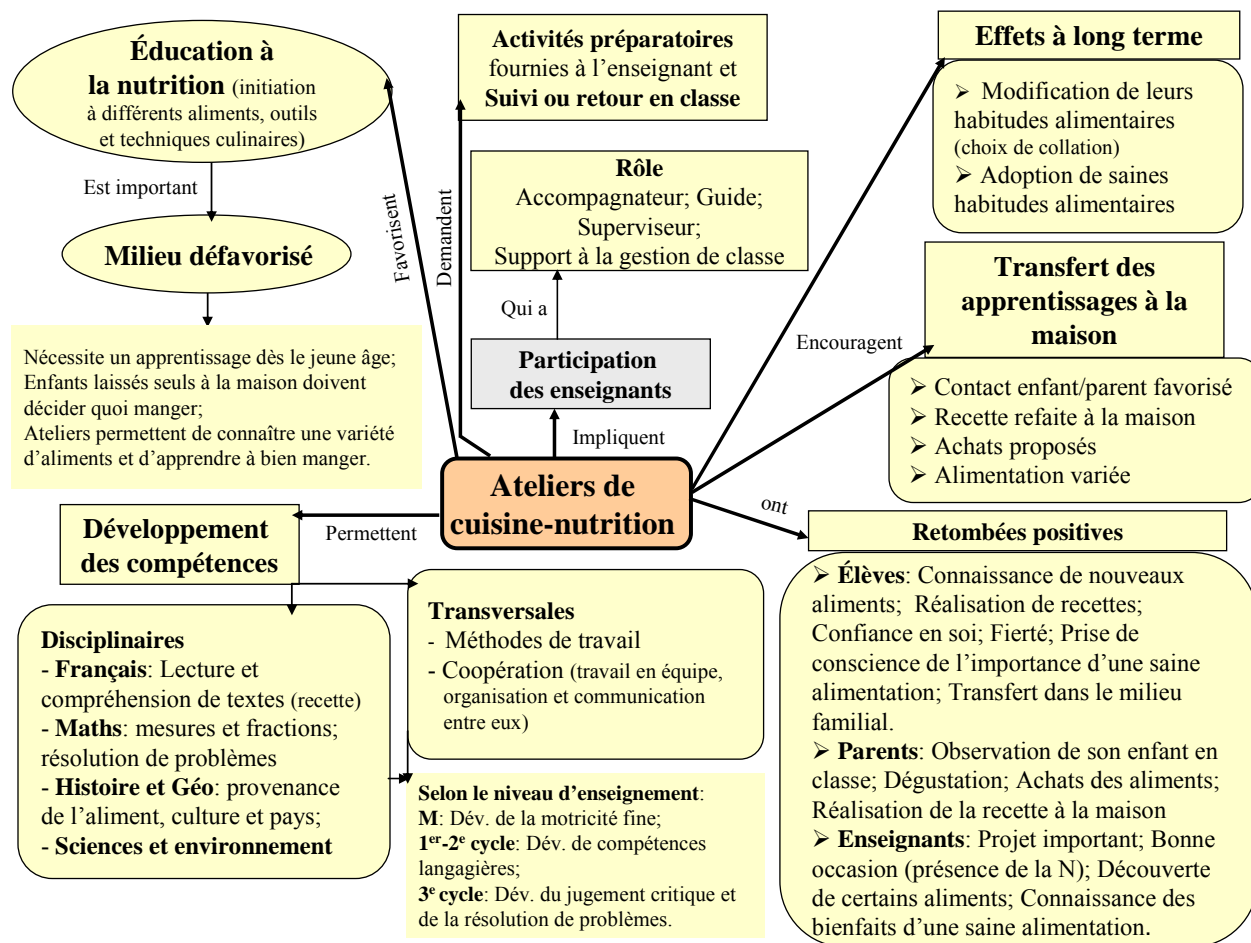 Éducation à
la nutrition (initiation
à différents aliments, outils
et techniques culinaires)
Est important
Milieu défavorisé
Nécessite un apprentissage dès le jeune âge;
Enfants laissés seuls à la maison doivent
décider quoi manger;
Ateliers permettent de connaître une variété
d’aliments et d’apprendre à bien manger.
Favorisent
Activités préparatoires
fournies à l’enseignant et
Suivi ou retour en classe
Demandent
Rôle
Accompagnateur; Guide;
Superviseur;
Support à la gestion de classe
Qui a
Participation
des enseignants
Impliquent
Ateliers de
cuisine-nutrition
Effets à long terme
➢ Modification de leurs
habitudes alimentaires
(choix de collation)
➢ Adoption de saines
habitudes alimentaires
Encouragent
Transfert des
apprentissages à la
maison
➢ Contact enfant/parent favorisé
➢ Recette refaite à la maison
➢ Achats proposés
➢ Alimentation variée
ont
Retombées positives
➢ Élèves: Connaissance de nouveaux
aliments; Réalisation de recettes;
Confiance en soi; Fierté; Prise de
conscience de l’importance d’une saine
alimentation; Transfert dans le milieu
familial.
➢ Parents: Observation de son enfant en
classe; Dégustation; Achats des aliments;
Réalisation de la recette à la maison
➢ Enseignants: Projet important; Bonne
occasion (présence de la N); Découverte
de certains aliments; Connaissance des
bienfaits d’une saine alimentation.
Permettent
Développement
des compétences
Disciplinaires
- Français: Lecture et
compréhension de textes (recette)
- Maths: mesures et fractions;
résolution de problèmes
- Histoire et Géo: provenance
de l’aliment, culture et pays;
- Sciences et environnement
Transversales
- Méthodes de travail
- Coopération (travail en équipe,
organisation et communication
entre eux)
Selon le niveau d’enseignement:
M: Dév. de la motricité fine;
1er-2e cycle: Dév. de compétences
langagières;
3e cycle: Dév. du jugement critique et
de la résolution de problèmes.